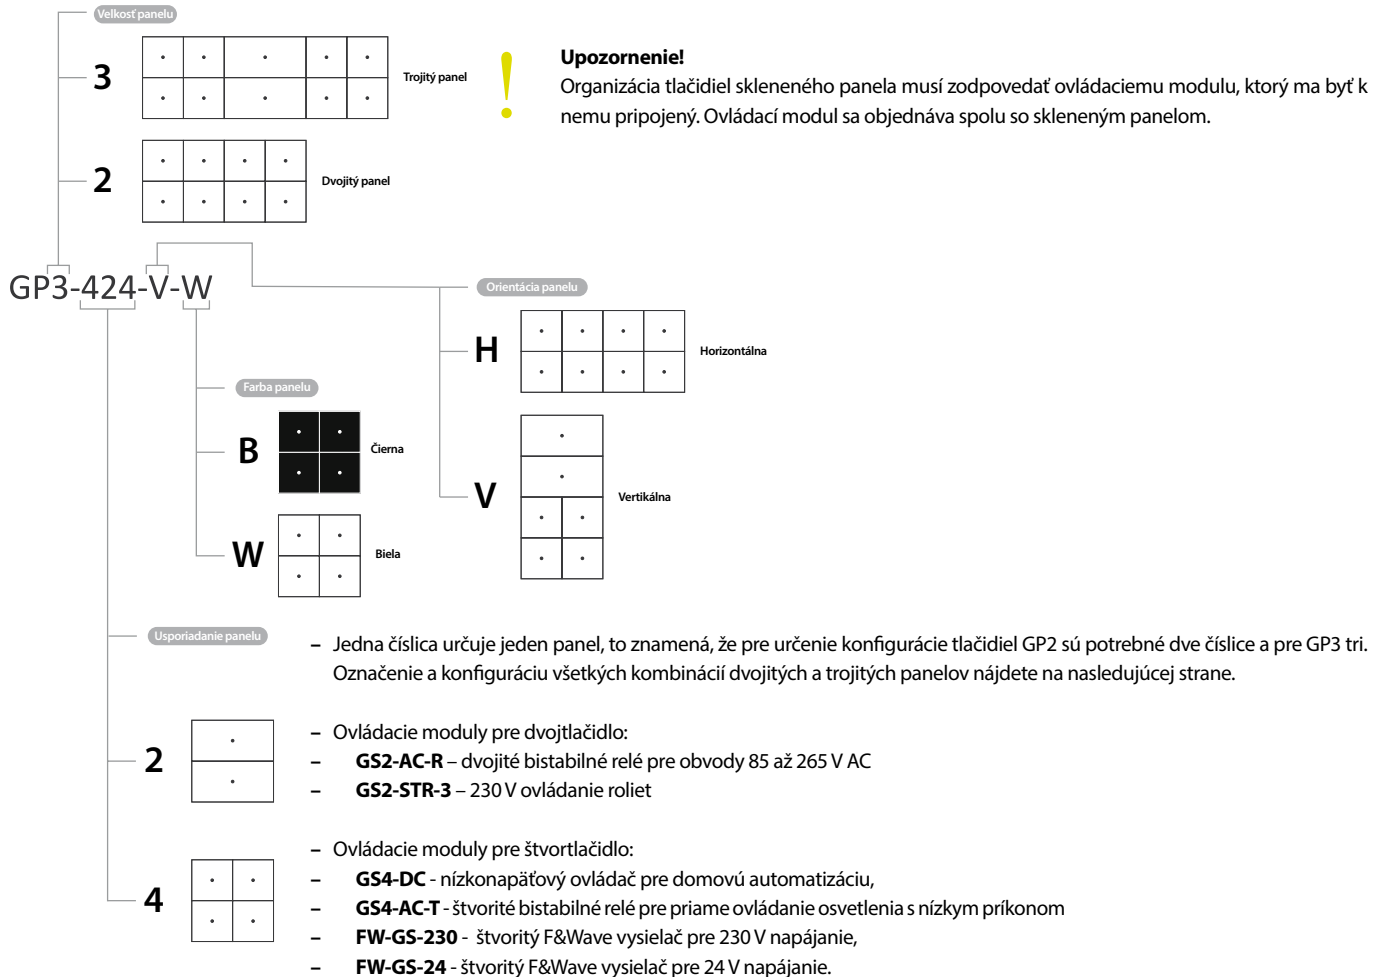 Velkosť panelu
3
Trojitý panel
Upozornenie!
Organizácia tlačidiel skleneného panela musí zodpovedať ovládaciemu modulu, ktorý ma byť k
nemu pripojený. Ovládací modul sa objednáva spolu so skleneným panelom.
2
Dvojitý panel
GP3-424-V-W
Orientácia panelu
H
Horizontálna
Farba panelu
B
Čierna
V
Vertikálna
W
Biela
Usporiadanie panelu
– Jedna číslica určuje jeden panel, to znamená, že pre určenie konfigurácie tlačidiel GP2 sú potrebné dve číslice a pre GP3 tri.
Označenie a konfiguráciu všetkých kombinácií dvojitých a trojitých panelov nájdete na nasledujúcej strane.
2
– Ovládacie moduly pre dvojtlačidlo:
– GS2-AC-R – dvojité bistabilné relé pre obvody 85 až 265 V AC
– GS2-STR-3 – 230 V ovládanie roliet
4
– Ovládacie moduly pre štvortlačidlo:
– GS4-DC - nízkonapäťový ovládač pre domovú automatizáciu,
– GS4-AC-T - štvorité bistabilné relé pre priame ovládanie osvetlenia s nízkym príkonom
– FW-GS-230 - štvoritý F&Wave vysielač pre 230 V napájanie,
– FW-GS-24 - štvoritý F&Wave vysielač pre 24 V napájanie.